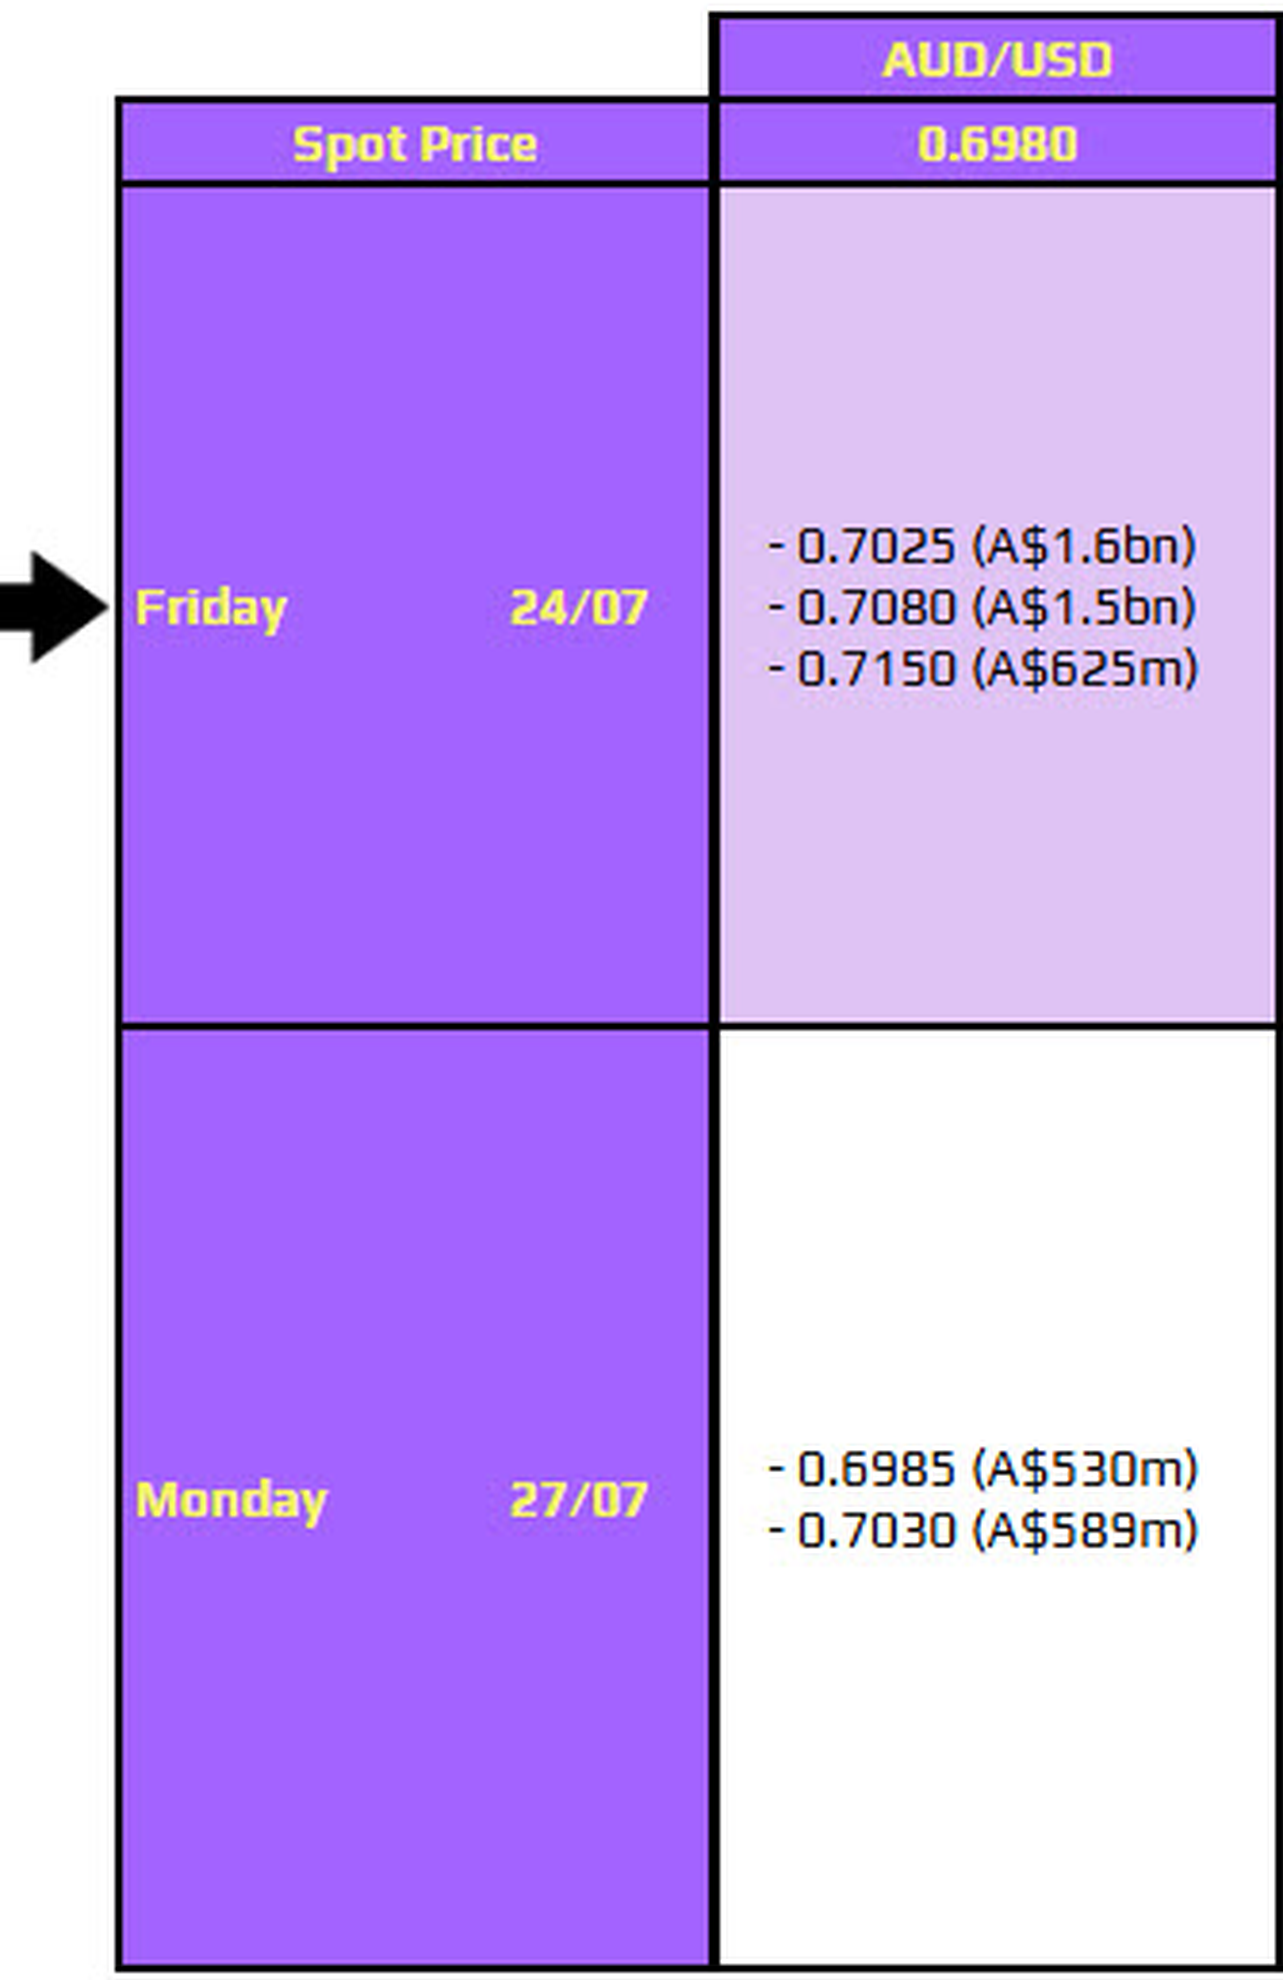 AUD/USD
Spot Price 0.6980
Friday 24/07
- 0.7025 (A$1.6bn)
- 0.7080 (A$1.5bn)
- 0.7150 (A$625m)
Monday 27/07
- 0.6985 (A$530m)
- 0.7030 (A$589m)